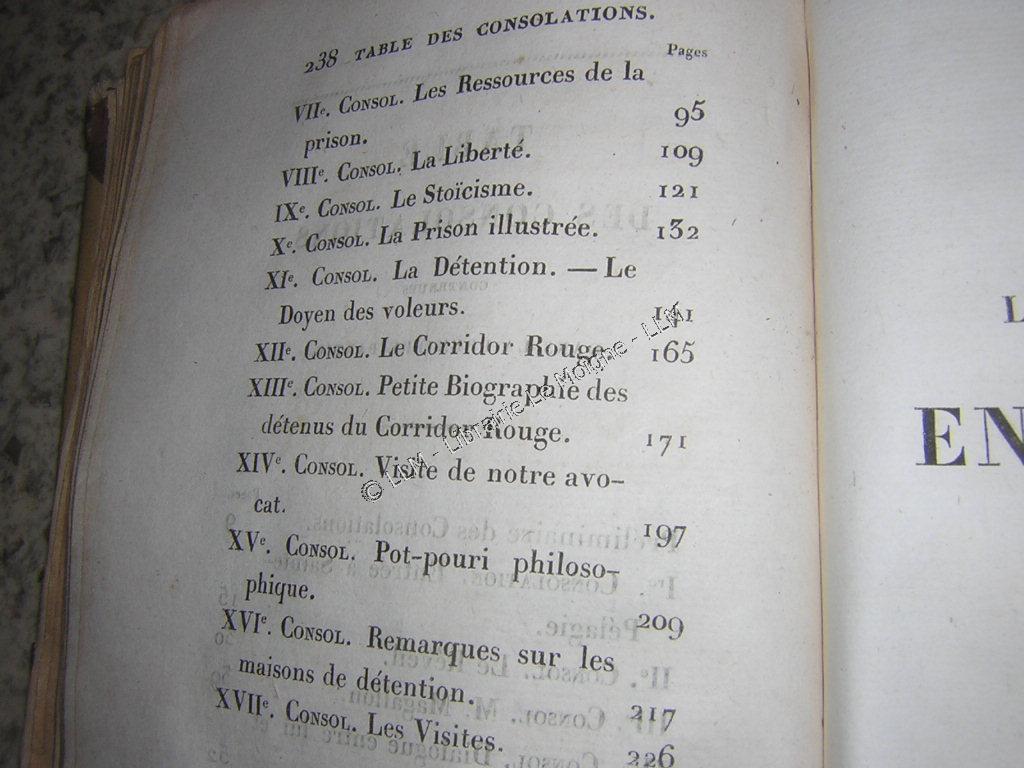 238 TABLE DES CONSOLATIONS.
Pages
VIIe. CONSOL. Les Ressources de la
prison. 95
VIIIe. CONSOL. La Liberté. 109
IXe. CONSOL. Le Stoïcisme. 121
Xe. CONSOL. La Prison illustrée. 132
XIe. CONSOL. La Détention. — Le
Doyen des voleurs. 141
XIIe. CONSOL. Le Corridor Rouge. 165
XIIIe. CONSOL. Petite Biographie des
détenus du Corridor Rouge. 171
XIVe. CONSOL. Visite de notre avo-
cat. 197
XVe. CONSOL. Pot-pouri philoso-
phique. 209
XVIe. CONSOL. Remarques sur les
maisons de détention. 217
XVIIe. CONSOL. Les Visites. 226
© LLM - Librairie Le Moigne - LLM
L
EN